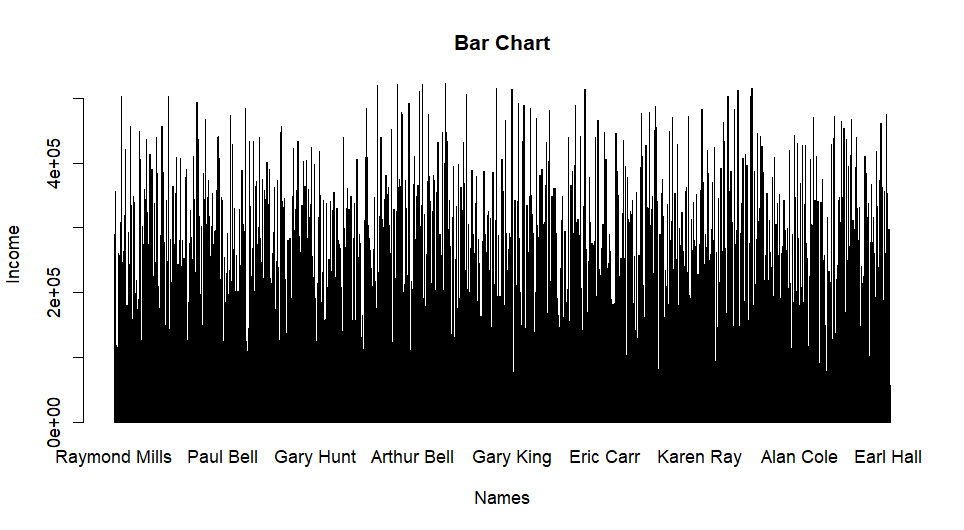 Bar Chart
Income
4e+05
2e+05
0e+00
Raymond Mills Paul Bell Gary Hunt Arthur Bell Gary King Eric Carr Karen Ray Alan Cole Earl Hall
Names